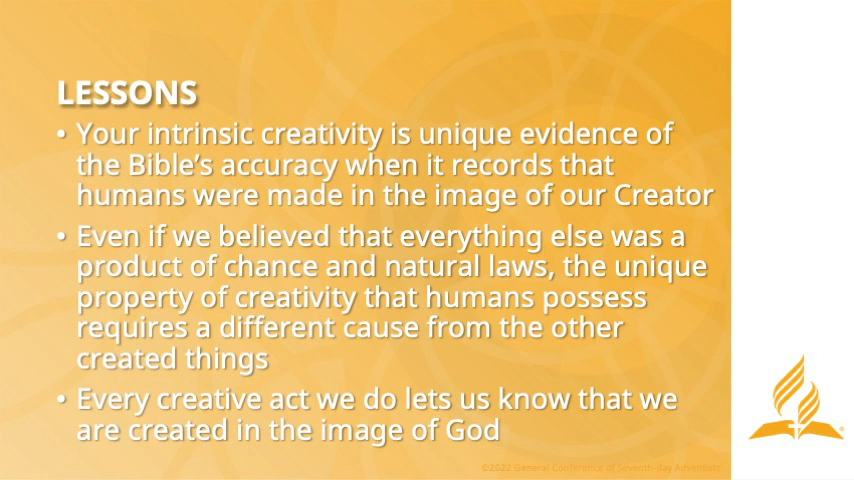 LESSONS
• Your intrinsic creativity is unique evidence of
the Bible’s accuracy when it records that
humans were made in the image of our Creator
• Even if we believed that everything else was a
product of chance and natural laws, the unique
property of creativity that humans possess
requires a different cause from the other
created things
• Every creative act we do lets us know that we
are created in the image of God
©2022 General Conference of Seventh-day Adventists